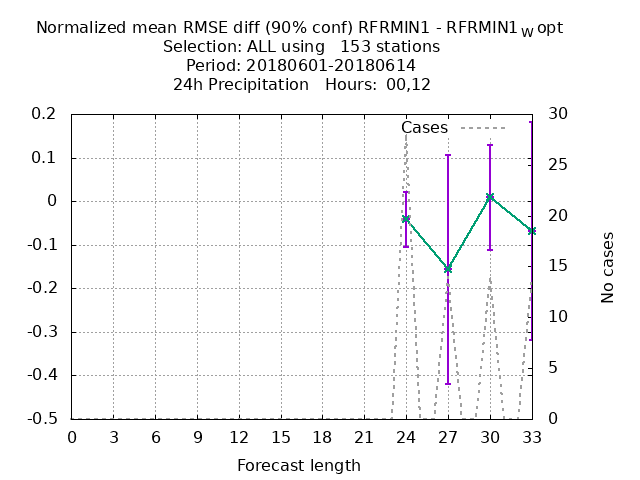 Normalized mean RMSE diff (90% conf) RFRMIN1 - RFRMIN1wopt
Selection: ALL using 153 stations
Period: 20180601-20180614
24h Precipitation Hours: 00,12
0.2
0.1
0
-0.1
-0.2
-0.3
-0.4
-0.5
Cases
30
25
20
15
10
5
0
No cases
0 3 6 9 12 15 18 21 24 27 30 33
Forecast length